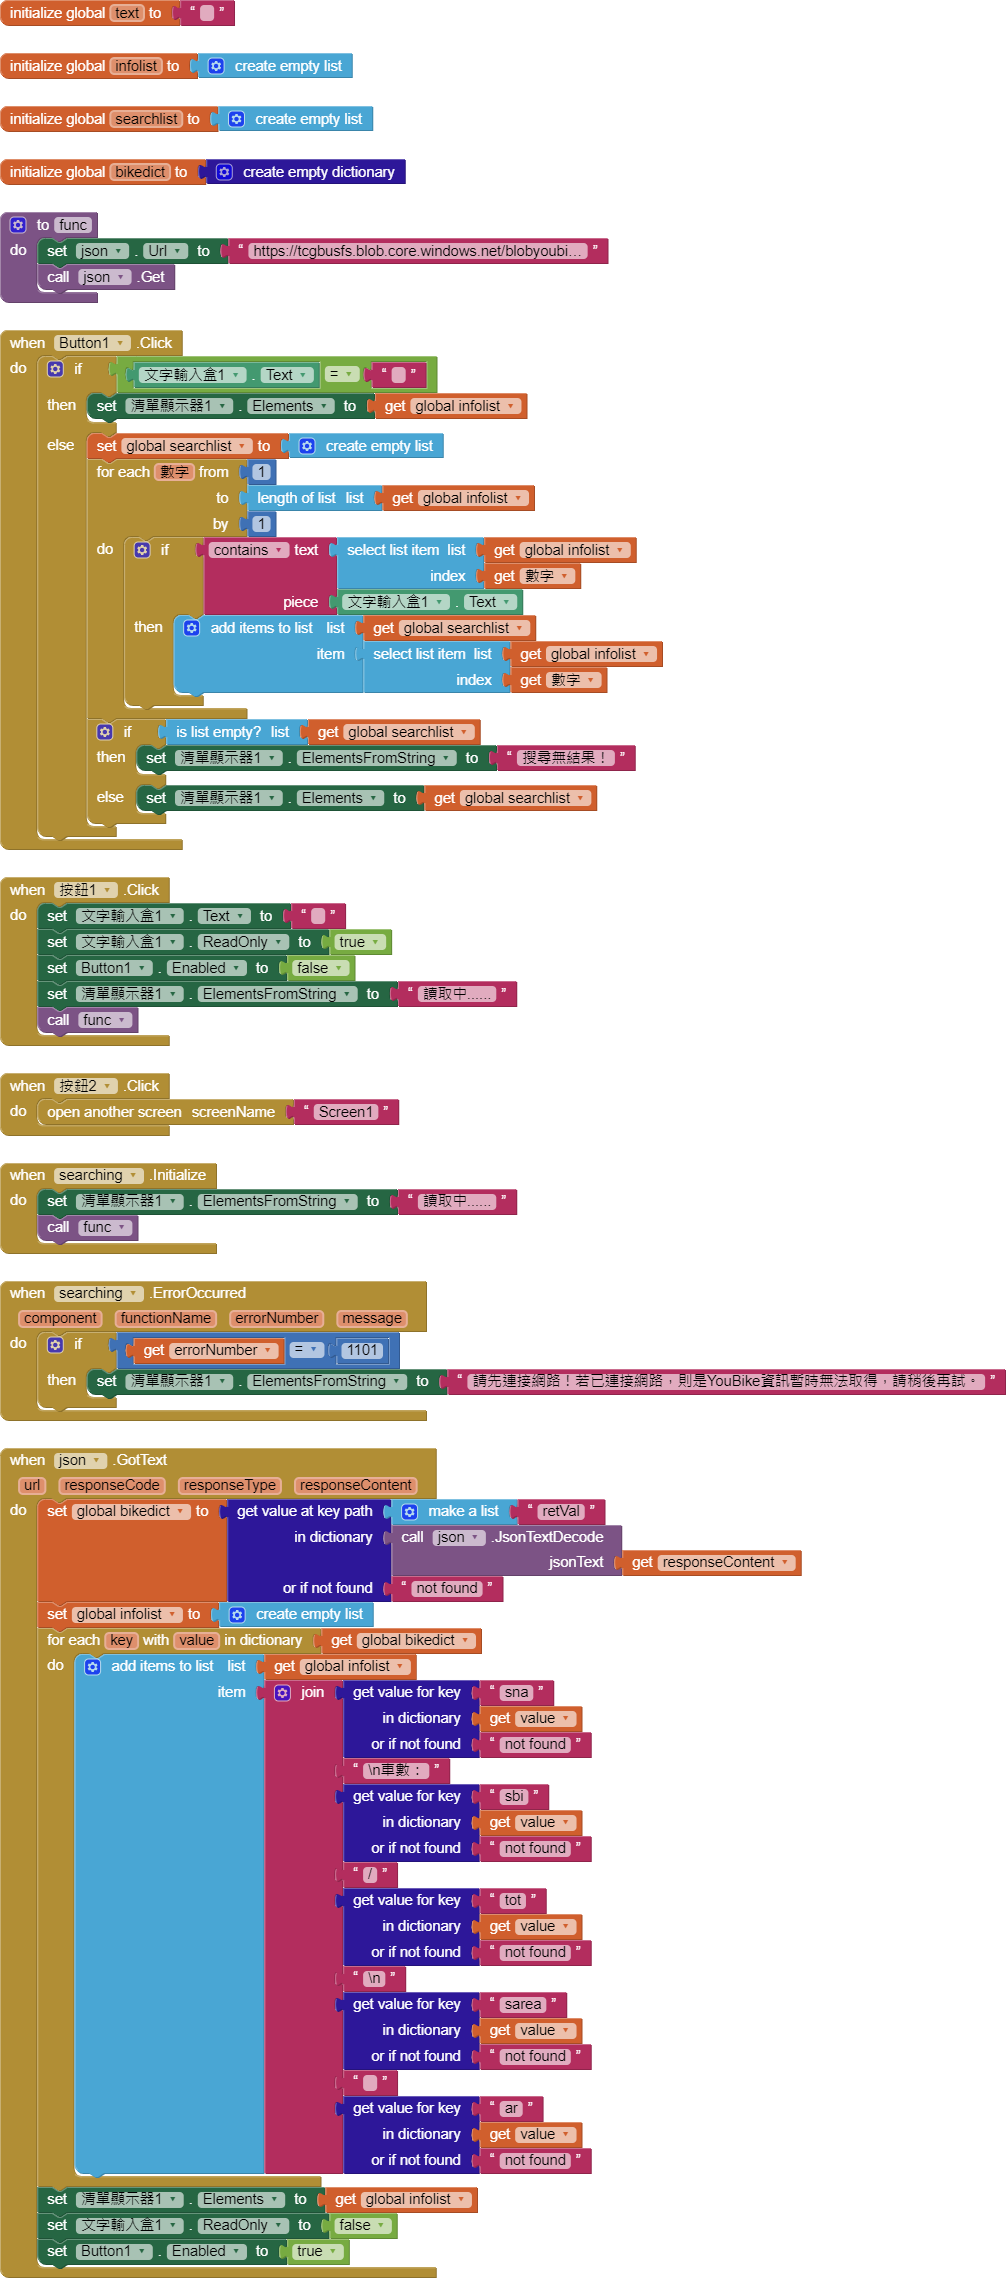 initialize global text to “ ”
initialize global infolist to create empty list
initialize global searchlist to create empty list
initialize global bikedict to create empty dictionary
to func
do set json . Url to “ https://tcgbusfs.blob.core.windows.net/blobyoubi... ”
call json .Get
when Button1 .Click
do if 文字輸入盒1 . Text = “ ”
then set 清單顯示器1 . Elements to get global infolist
else set global searchlist to create empty list
for each 數字 from 1
to length of list list get global infolist
by 1
do if contains text select list item list get global infolist
index get 數字
piece 文字輸入盒1 . Text
then add items to list list get global searchlist
item select list item list get global infolist
index get 數字
if is list empty? list get global searchlist
then set 清單顯示器1 . ElementsFromString to “ 搜尋無結果！ ”
else set 清單顯示器1 . Elements to get global searchlist
when 按鈕1 .Click
do set 文字輸入盒1 . Text to “ ”
set 文字輸入盒1 . ReadOnly to true
set Button1 . Enabled to false
set 清單顯示器1 . ElementsFromString to “ 讀取中...... ”
call func
when 按鈕2 .Click
do open another screen screenName “ Screen1 ”
when searching .Initialize
do set 清單顯示器1 . ElementsFromString to “ 讀取中...... ”
call func
when searching .ErrorOccurred
component functionName errorNumber message
do if get errorNumber = 1101
then set 清單顯示器1 . ElementsFromString to “ 請先連接網路！若已連接網路，則是YouBike資訊暫時無法取得，請稍後再試。 ”
when json .GotText
url responseCode responseType responseContent
do set global bikedict to get value at key path make a list “ retVal ”
in dictionary call json .JsonTextDecode
jsonText get responseContent
or if not found “ not found ”
set global infolist to create empty list
for each key with value in dictionary get global bikedict
do add items to list list get global infolist
item join get value for key “ sna ”
in dictionary get value
or if not found “ not found ”
“ \n車數： ”
get value for key “ sbi ”
in dictionary get value
or if not found “ not found ”
“ / ”
get value for key “ tot ”
in dictionary get value
or if not found “ not found ”
“ \n ”
get value for key “ sarea ”
in dictionary get value
or if not found “ not found ”
“ ”
get value for key “ ar ”
in dictionary get value
or if not found “ not found ”
set 清單顯示器1 . Elements to get global infolist
set 文字輸入盒1 . ReadOnly to false
set Button1 . Enabled to true